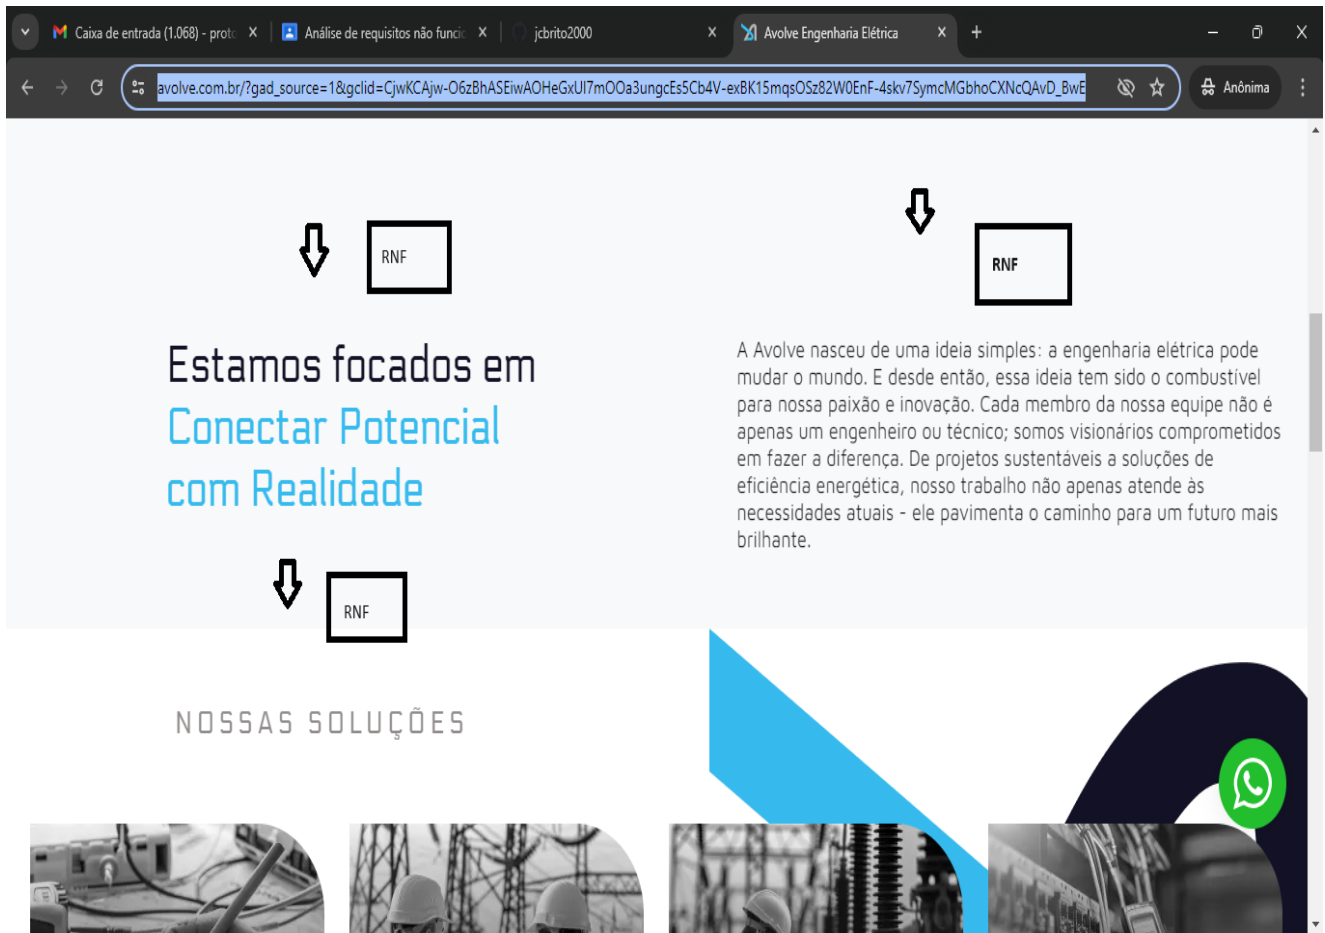 Caixa de entrada (1.068) - proto
Análise de requisitos não funcio
jcbrito2000
Avolve Engenharia Elétrica
avolve.com.br/?gad_source=1&gclid=CjwKCAjw-O6zBhASEiwAOHeGxUI7mOOa3ungcEs5Cb4V-exBK15mqsOSz82W0EnF-4skv7SymcMGbhoCXNcQAvD_BwE
Anônima
RNF
RNF
Estamos focados em
Conectar Potencial
com Realidade
A Avolve nasceu de uma ideia simples: a engenharia elétrica pode
mudar o mundo. E desde então, essa ideia tem sido o combustível
para nossa paixão e inovação. Cada membro da nossa equipe não é
apenas um engenheiro ou técnico; somos visionários comprometidos
em fazer a diferença. De projetos sustentáveis a soluções de
eficiência energética, nosso trabalho não apenas atende às
necessidades atuais - ele pavimenta o caminho para um futuro mais
brilhante.
RNF
NOSSAS SOLUÇÕES